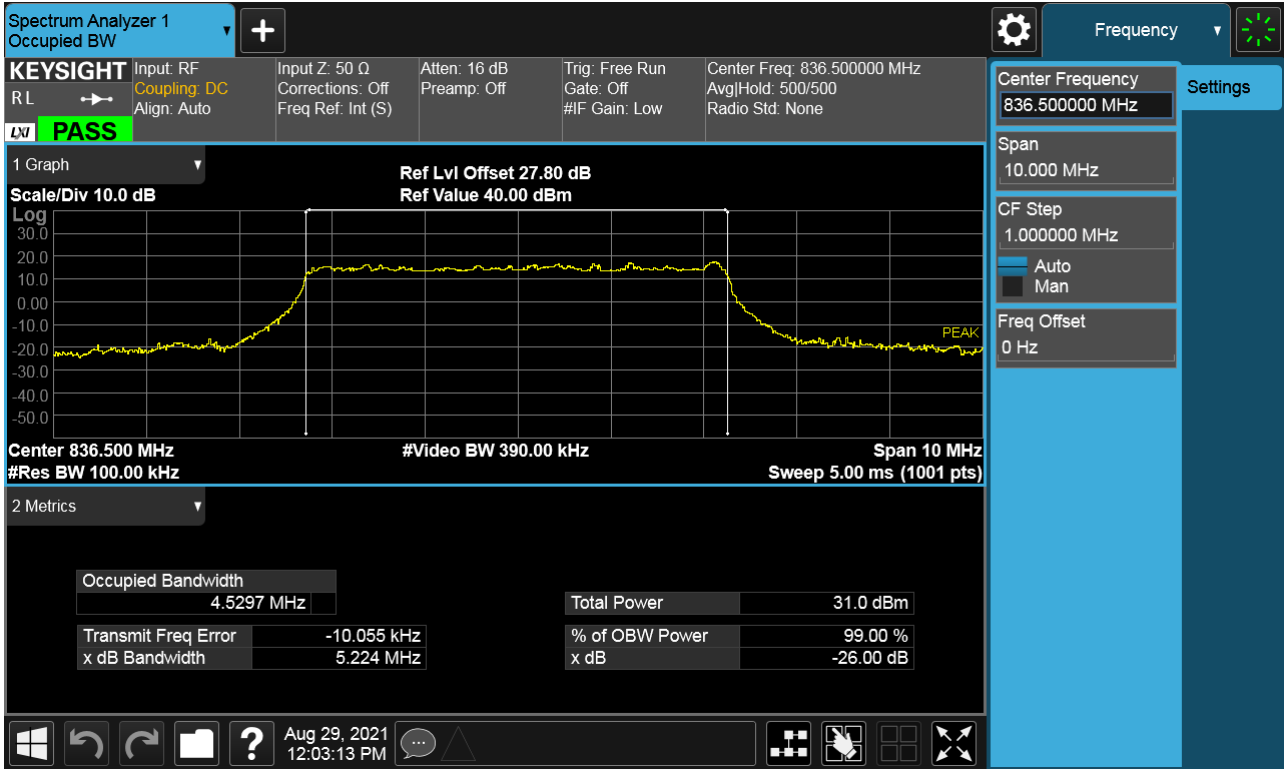 Spectrum Analyzer 1
Occupied BW
+
Frequency
KEYSIGHT
RL
LXI PASS
Input: RF
Coupling: DC
Align: Auto
Input Z: 50 Ω
Corrections: Off
Freq Ref: Int (S)
Atten: 16 dB
Preamp: Off
Trig: Free Run
Gate: Off
#IF Gain: Low
Center Freq: 836.500000 MHz
Avg|Hold: 500/500
Radio Std: None
Center Frequency
836.500000 MHz
Settings
Span
10.000 MHz
CF Step
1.000000 MHz
Auto
Man
Freq Offset
0 Hz
1 Graph
Scale/Div 10.0 dB
Ref Lvl Offset 27.80 dB
Ref Value 40.00 dBm
Log
30.0
20.0
10.0
0.00
-10.0
-20.0
-30.0
-40.0
-50.0
PEAK
Center 836.500 MHz
#Video BW 390.00 kHz
Span 10 MHz
#Res BW 100.00 kHz
Sweep 5.00 ms (1001 pts)
2 Metrics
Occupied Bandwidth
4.5297 MHz
Total Power 31.0 dBm
Transmit Freq Error -10.055 kHz
% of OBW Power 99.00 %
x dB Bandwidth 5.224 MHz
x dB -26.00 dB
?
Aug 29, 2021
12:03:13 PM